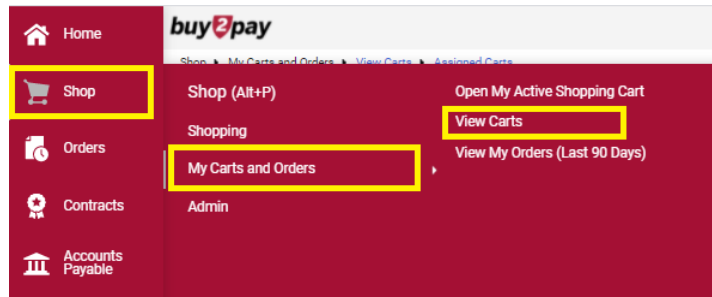 Home
buy2pay
Shop ▸ My Carts and Orders ▸ View Carts ▸ Assigned Carts
Shop
Shop (Alt+P)
Open My Active Shopping Cart
Shopping
View Carts
Orders
My Carts and Orders
View My Orders (Last 90 Days)
Contracts
Admin
Accounts
Payable